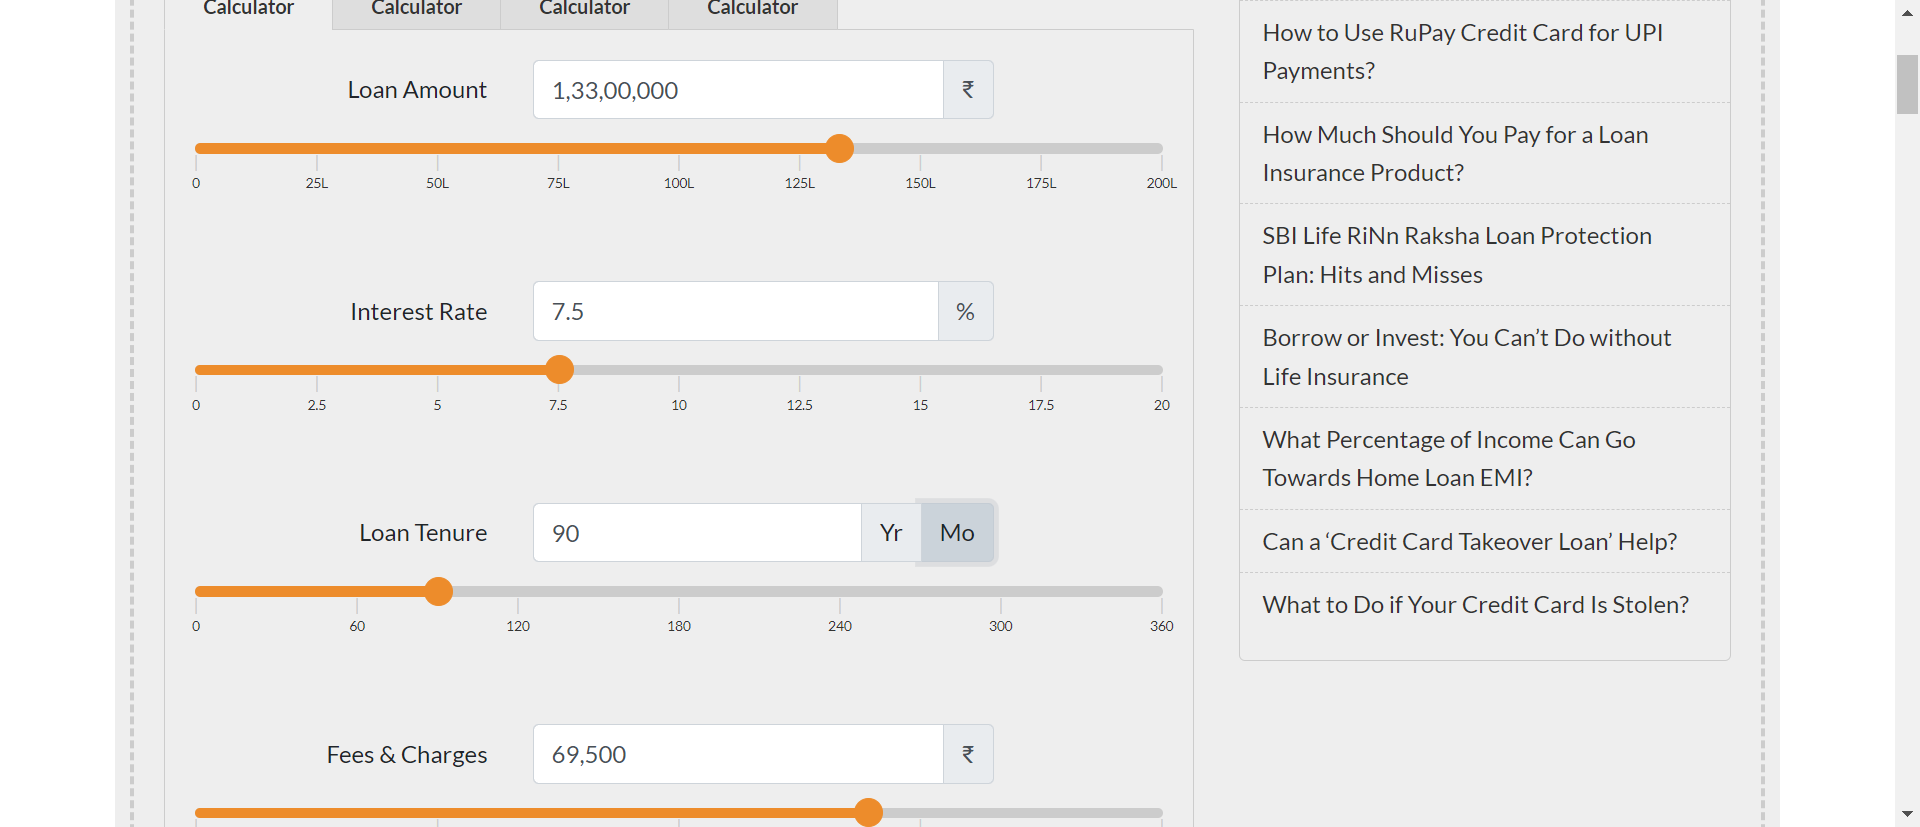 Calculator Calculator Calculator Calculator
Loan Amount 1,33,00,000 ₹
0 25L 50L 75L 100L 125L 150L 175L 200L
Interest Rate 7.5 %
0 2.5 5 7.5 10 12.5 15 17.5 20
Loan Tenure 90 Yr Mo
0 60 120 180 240 300 360
Fees & Charges 69,500 ₹
How to Use RuPay Credit Card for UPI
Payments?
How Much Should You Pay for a Loan
Insurance Product?
SBI Life RiNn Raksha Loan Protection
Plan: Hits and Misses
Borrow or Invest: You Can’t Do without
Life Insurance
What Percentage of Income Can Go
Towards Home Loan EMI?
Can a ‘Credit Card Takeover Loan’ Help?
What to Do if Your Credit Card Is Stolen?